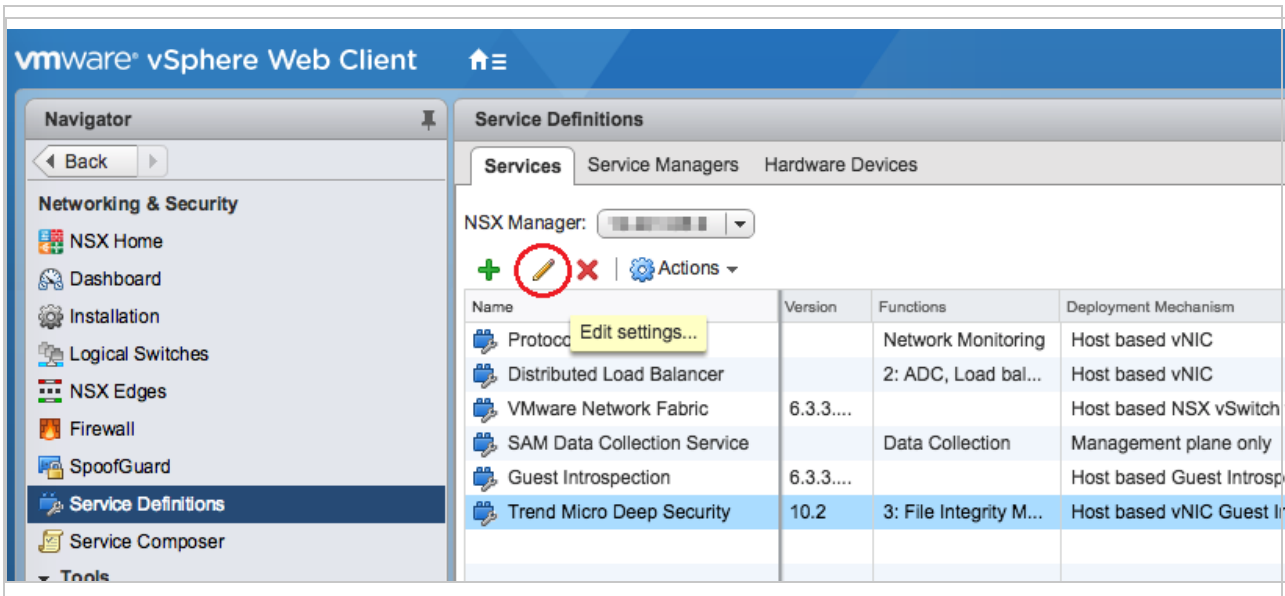 vmware® vSphere Web Client
Navigator
Back
Networking & Security
NSX Home
Dashboard
Installation
Logical Switches
NSX Edges
Firewall
SpoofGuard
Service Definitions
Service Composer
Tools
Service Definitions
Services Service Managers Hardware Devices
NSX Manager:
Actions
Name Version Functions Deployment Mechanism
Network Monitoring Host based vNIC
Edit settings...
Distributed Load Balancer 2: ADC, Load bal... Host based vNIC
VMware Network Fabric 6.3.3.... Host based NSX vSwitch
SAM Data Collection Service Data Collection Management plane only
Guest Introspection 6.3.3.... Host based Guest
Trend Micro Deep Security 10.2 3: File Integrity M... Host based vNIC Guest